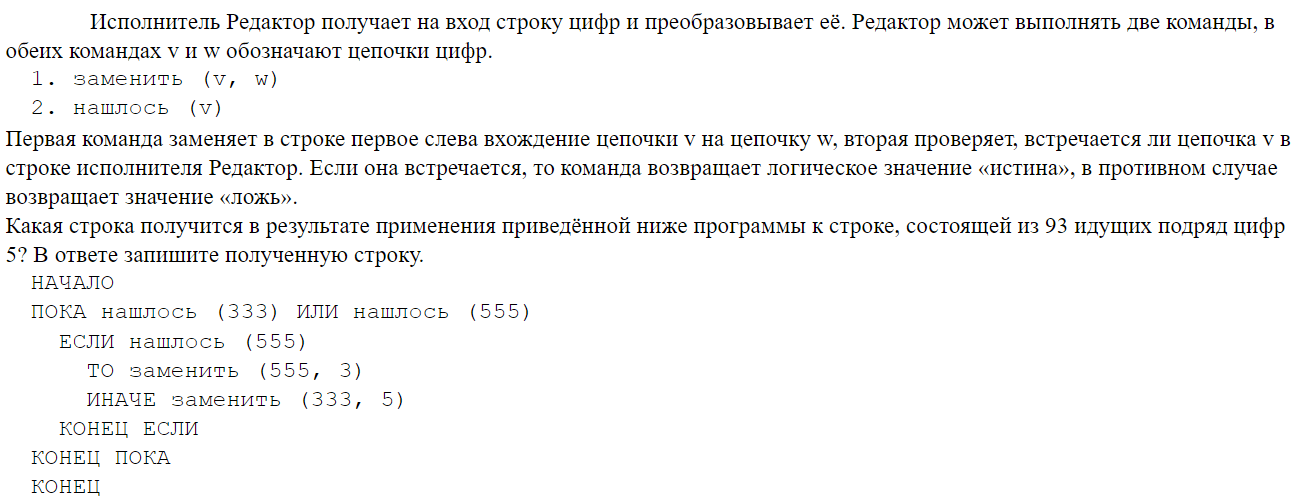 Исполнитель Редактор получает на вход строку цифр и преобразовывает её. Редактор может выполнять две команды, в
обеих командах v и w обозначают цепочки цифр.
1. заменить (v, w)
2. нашлось (v)
Первая команда заменяет в строке первое слева вхождение цепочки v на цепочку w, вторая проверяет, встречается ли цепочка v в
строке исполнителя Редактор. Если она встречается, то команда возвращает логическое значение «истина», в противном случае
возвращает значение «ложь».
Какая строка получится в результате применения приведённой ниже программы к строке, состоящей из 93 идущих подряд цифр
5? В ответе запишите полученную строку.
НАЧАЛО
ПОКА нашлось (333) ИЛИ нашлось (555)
ЕСЛИ нашлось (555)
ТО заменить (555, 3)
ИНАЧЕ заменить (333, 5)
КОНЕЦ ЕСЛИ
КОНЕЦ ПОКА
КОНЕЦ